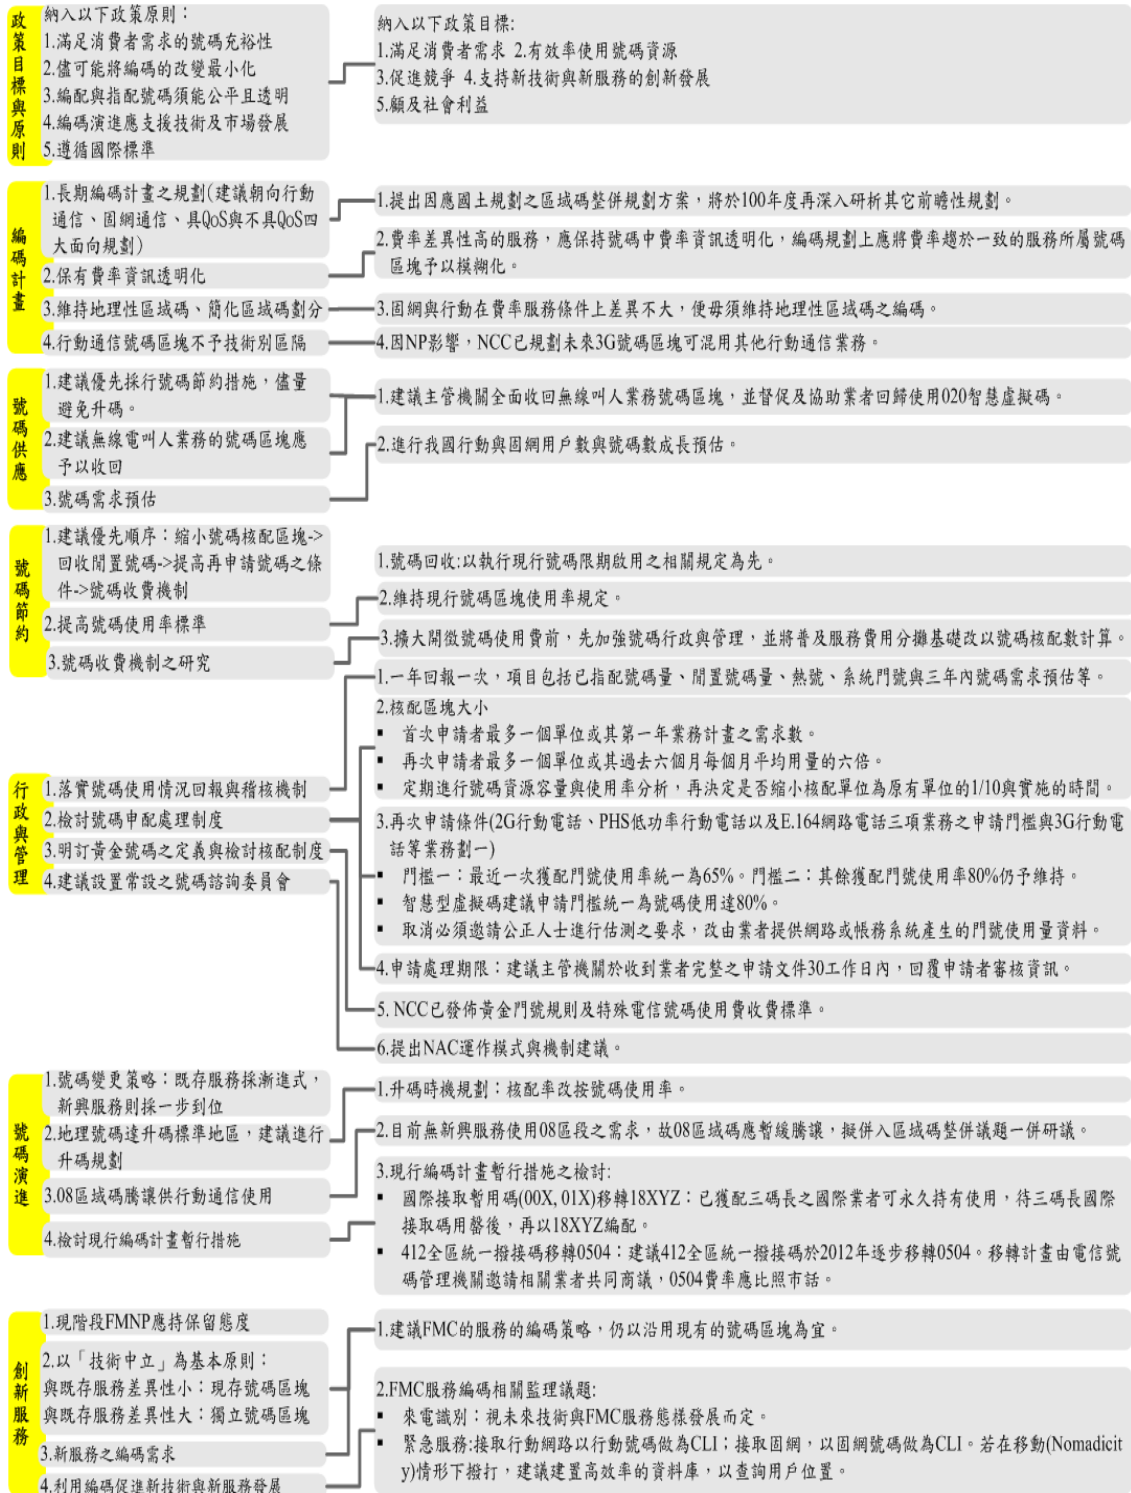 政策目標與原則
納入以下政策原則：
1.滿足消費者需求的號碼充裕性
2.儘可能將編碼的改變最小化
3.編配與指配號碼須能公平且透明
4.編碼演進應支援技術及市場發展
5.遵循國際標準
納入以下政策目標:
1.滿足消費者需求 2.有效率使用號碼資源
3.促進競爭 4.支持新技術與新服務的創新發展
5.顧及社會利益
編碼計畫
1.長期編碼計畫之規劃(建議朝向行動
通信、固網通信、具QoS與不具QoS四
大面向規劃)
2.保有費率資訊透明化
3.維持地理性區域碼、簡化區域碼劃分
4.行動通信號碼區塊不予技術別區隔
1.提出因應國土規劃之區域碼整併規劃方案，將於100年度再深入研析其它前瞻性規劃。
2.費率差異性高的服務，應保持號碼中費率資訊透明化，編碼規劃上應將費率趨於一致的服務所屬號碼
區塊予以模糊化。
3.固網與行動在費率服務條件上差異不大，便毋須維持地理性區域碼之編碼。
4.因NP影響，NCC已規劃未來3G號碼區塊可混用其他行動通信業務。
號碼供應
1.建議優先採行號碼節約措施，儘量
避免升碼。
2.建議無線電叫人業務的號碼區塊應
予以收回
3.號碼需求預估
1.建議主管機關全面收回無線叫人業務號碼區塊，並督促及協助業者回歸使用020智慧虛擬碼。
2.進行我國行動與固網用戶數與號碼數成長預估。
號碼節約
1.建議優先順序：縮小號碼核配區塊->
回收閒置號碼->提高再申請號碼之條
件->號碼收費機制
2.提高號碼使用率標準
3.號碼收費機制之研究
1.號碼回收:以執行現行號碼限期啟用之相關規定為先。
2.維持現行號碼區塊使用率規定。
3.擴大開徵號碼使用費前，先加強號碼行政與管理，並將普及服務費用分攤基礎改以號碼核配數計算。
行政與管理
1.落實號碼使用情況回報與稽核機制
2.檢討號碼申配處理制度
3.明訂黃金號碼之定義與檢討核配制度
4.建議設置常設之號碼諮詢委員會
1.一年回報一次，項目包括已指配號碼量、閒置號碼量、熱號、系統門號與三年內號碼需求預估等。
2.核配區塊大小
▪ 首次申請者最多一個單位或其第一年業務計畫之需求數。
▪ 再次申請者最多一個單位或其過去六個月每個月平均用量的六倍。
▪ 定期進行號碼資源容量與使用率分析，再決定是否縮小核配單位為原有單位的1/10與實施的時間。
3.再次申請條件(2G行動電話、PHS低功率行動電話以及E.164網路電話三項業務之申請門檻與3G行動電
話等業務劃一)
▪ 門檻一：最近一次獲配門號使用率統一為65%。門檻二：其餘獲配門號使用率80%仍予維持。
▪ 智慧型虛擬碼建議申請門檻統一為號碼使用達80%。
▪ 取消必須邀請公正人士進行估測之要求，改由業者提供網路或帳務系統產生的門號使用量資料。
4.申請處理期限：建議主管機關於收到業者完整之申請文件30工作日內，回覆申請者審核資訊。
5. NCC已發佈黃金門號規則及特殊電信號碼使用費收費標準。
6.提出NAC運作模式與機制建議。
號碼演進
1.號碼變更策略：既存服務採漸進式，
新興服務則採一步到位
2.地理號碼達升碼標準地區，建議進行
升碼規劃
3.08區域碼騰讓供行動通信使用
4.檢討現行編碼計畫暫行措施
1.升碼時機規劃：核配率改按號碼使用率。
2.目前無新興服務使用08區段之需求，故08區域碼應暫緩騰讓，擬併入區域碼整併議題一併研議。
3.現行編碼計畫暫行措施之檢討:
▪ 國際接取暫用碼(00X, 01X)移轉18XYZ：已獲配三碼長之國際業者可永久持有使用，待三碼長國際
接取碼用罄後，再以18XYZ編配。
▪ 412全區統一撥接碼移轉0504：建議412全區統一撥接碼於2012年逐步移轉0504。移轉計畫由電信號
碼管理機關邀請相關業者共同商議，0504費率應比照市話。
創新服務
1.現階段FMNP應持保留態度
2.以「技術中立」為基本原則：
與既存服務差異性小：現存號碼區塊
與既存服務差異性大：獨立號碼區塊
3.新服務之編碼需求
4.利用編碼促進新技術與新服務發展
1.建議FMC的服務的編碼策略，仍以沿用現有的號碼區塊為宜。
2.FMC服務編碼相關監理議題:
▪ 來電識別：視未來技術與FMC服務態樣發展而定。
▪ 緊急服務:接取行動網路以行動號碼做為CLI；接取固網，以固網號碼做為CLI。若在移動(Nomadicit
y)情形下撥打，建議建置高效率的資料庫，以查詢用戶位置。